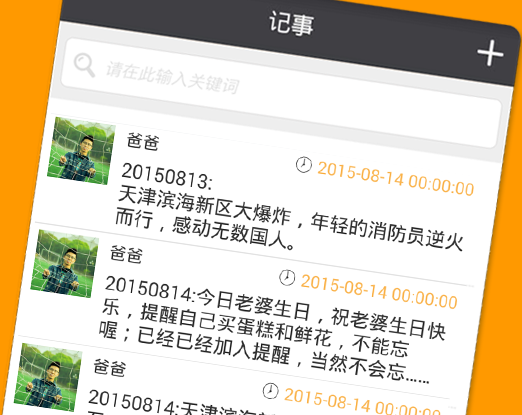 记事
请在此输入关键词
爸爸
2015-08-14 00:00:00
20150813:
天津滨海新区大爆炸，年轻的消防员逆火
而行，感动无数国人。
爸爸
2015-08-14 00:00:00
20150814:今日老婆生日，祝老婆生日快
乐，提醒自己买蛋糕和鲜花，不能忘
喔；已经已经加入提醒，当然不会忘……
爸爸
2015-08-14 00:00:00
20150814:天津滨海